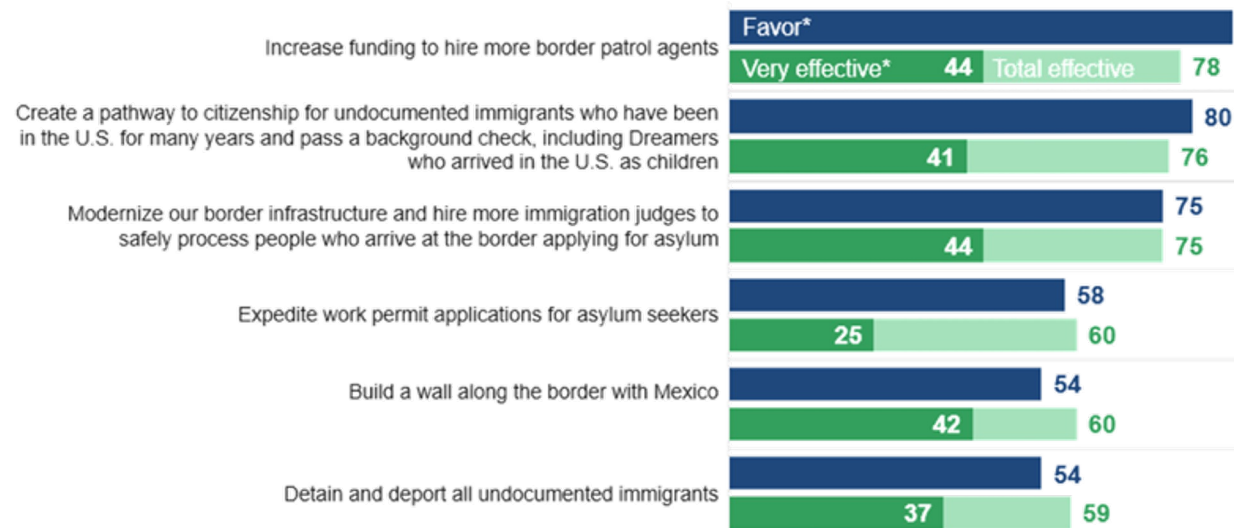 Increase funding to hire more border patrol agents
Favor*
Very effective* 44 Total effective 78
Create a pathway to citizenship for undocumented immigrants who have been
in the U.S. for many years and pass a background check, including Dreamers
who arrived in the U.S. as children
80
41 76
Modernize our border infrastructure and hire more immigration judges to
safely process people who arrive at the border applying for asylum
75
44 75
Expedite work permit applications for asylum seekers
58
25 60
Build a wall along the border with Mexico
54
42 60
Detain and deport all undocumented immigrants
54
37 59